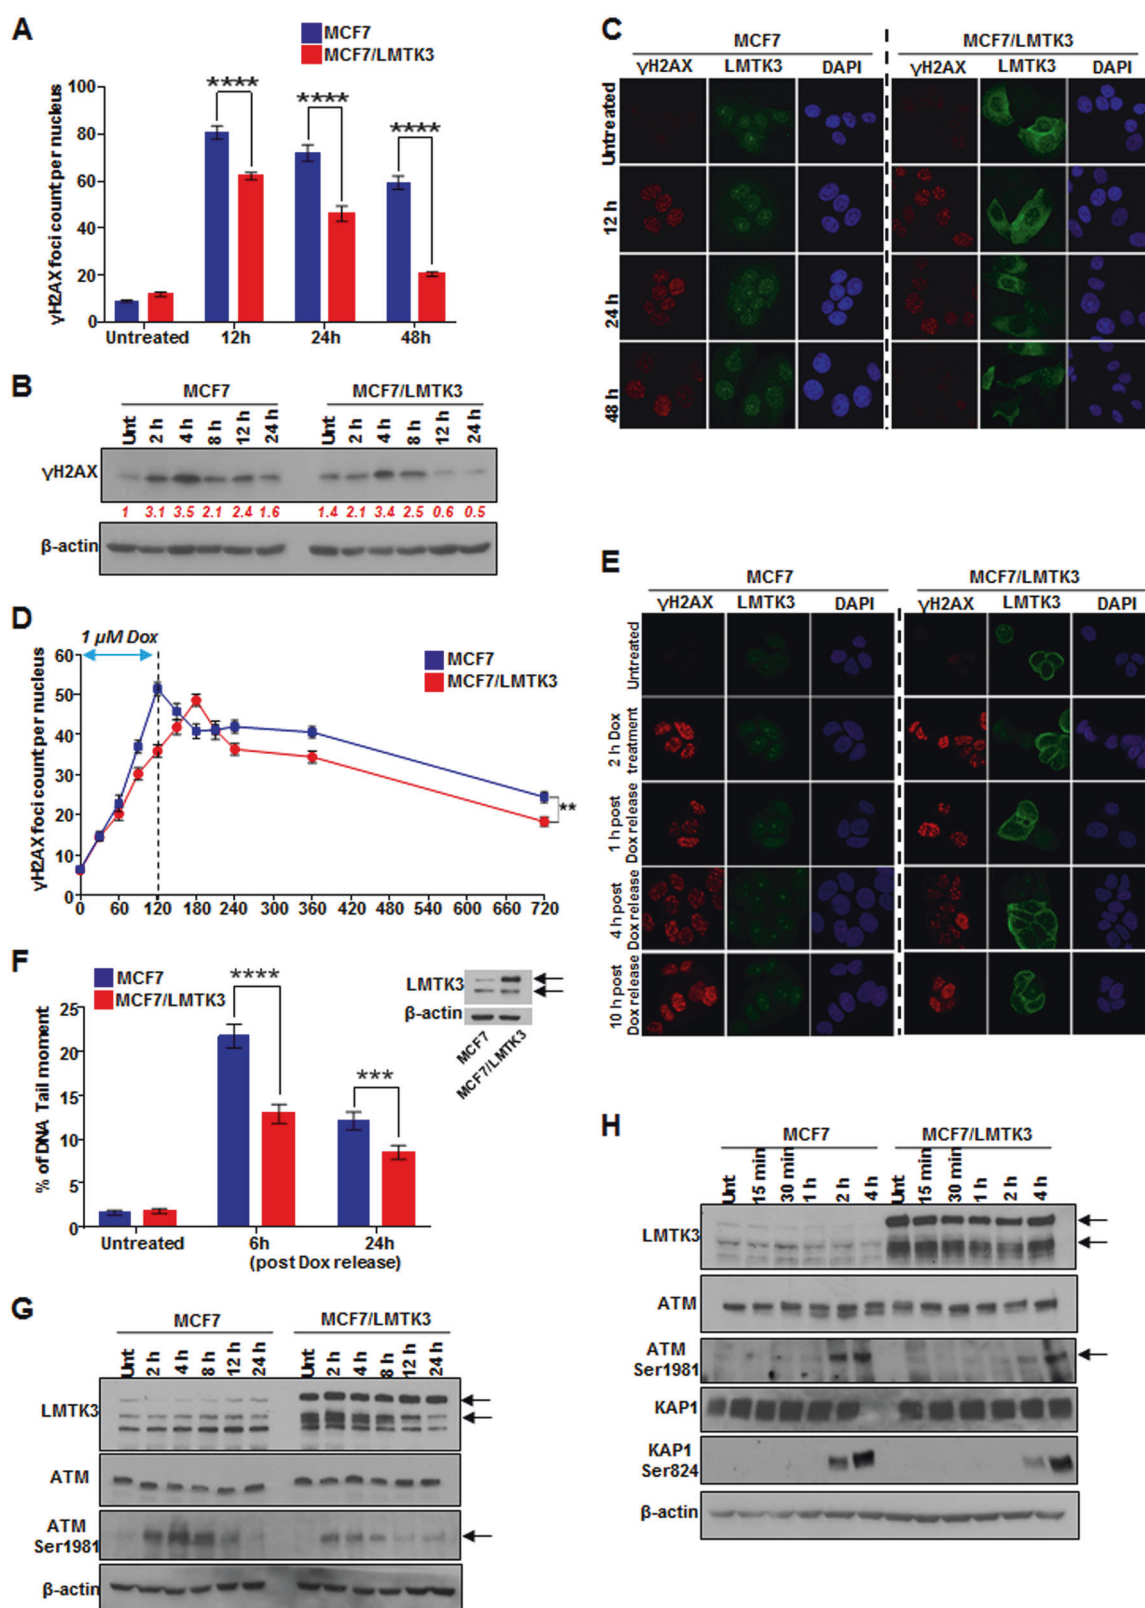 A
MCF7
MCF7/LMTK3
γH2AX foci count per nucleus
100
80
60
40
20
0
****
****
****
Untreated
12h
24h
48h
B
MCF7
MCF7/LMTK3
Unt 2 h 4 h 8 h 12 h 24 h
Unt 2 h 4 h 8 h 12 h 24 h
γH2AX
1 3.1 3.5 2.1 2.4 1.6
1.4 2.1 3.4 2.5 0.6 0.5
β-actin
C
MCF7
MCF7/LMTK3
γH2AX LMTK3 DAPI
γH2AX LMTK3 DAPI
Untreated
12 h
24 h
48 h
D
1 μM Dox
MCF7
MCF7/LMTK3
γH2AX foci count per nucleus
60
50
40
30
20
10
0
**
0 60 120 180 240 300 360 420 480 540 600 660 720
E
MCF7
MCF7/LMTK3
γH2AX LMTK3 DAPI
γH2AX LMTK3 DAPI
Untreated
2 h Dox
treatment
1 h post
Dox release
4 h post
Dox release
10 h post
Dox release
F
MCF7
MCF7/LMTK3
% of DNA Tail moment
25
20
15
10
5
0
****
***
Untreated
6h
24h
(post Dox release)
LMTK3
β-actin
MCF7
MCF7/LMTK3
G
MCF7
MCF7/LMTK3
Unt 2 h 4 h 8 h 12 h 24 h
Unt 2 h 4 h 8 h 12 h 24 h
LMTK3
ATM
ATM
Ser1981
β-actin
H
MCF7
MCF7/LMTK3
Unt 15 min 30 min 1 h 2 h 4 h
Unt 15 min 30 min 1 h 2 h 4 h
LMTK3
ATM
ATM
Ser1981
KAP1
KAP1
Ser824
β-actin